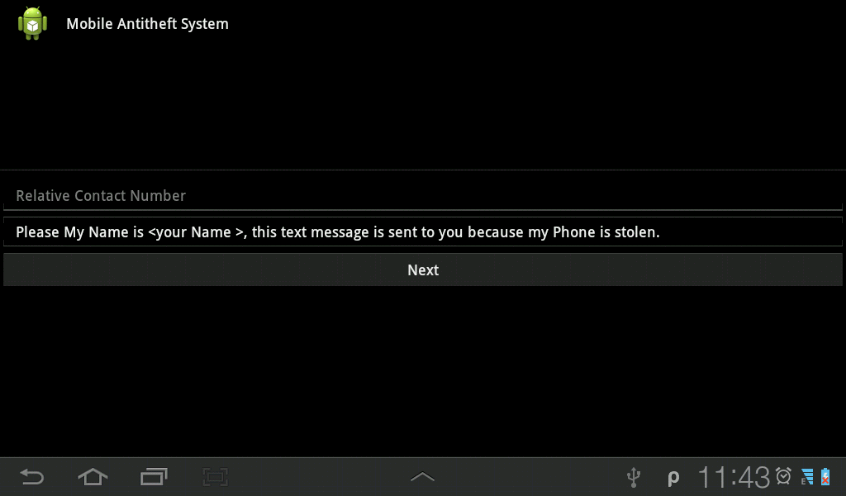 Mobile Antitheft System
Relative Contact Number
Please My Name is <your Name >, this text message is sent to you because my Phone is stolen.
Next
ρ 11:43 E